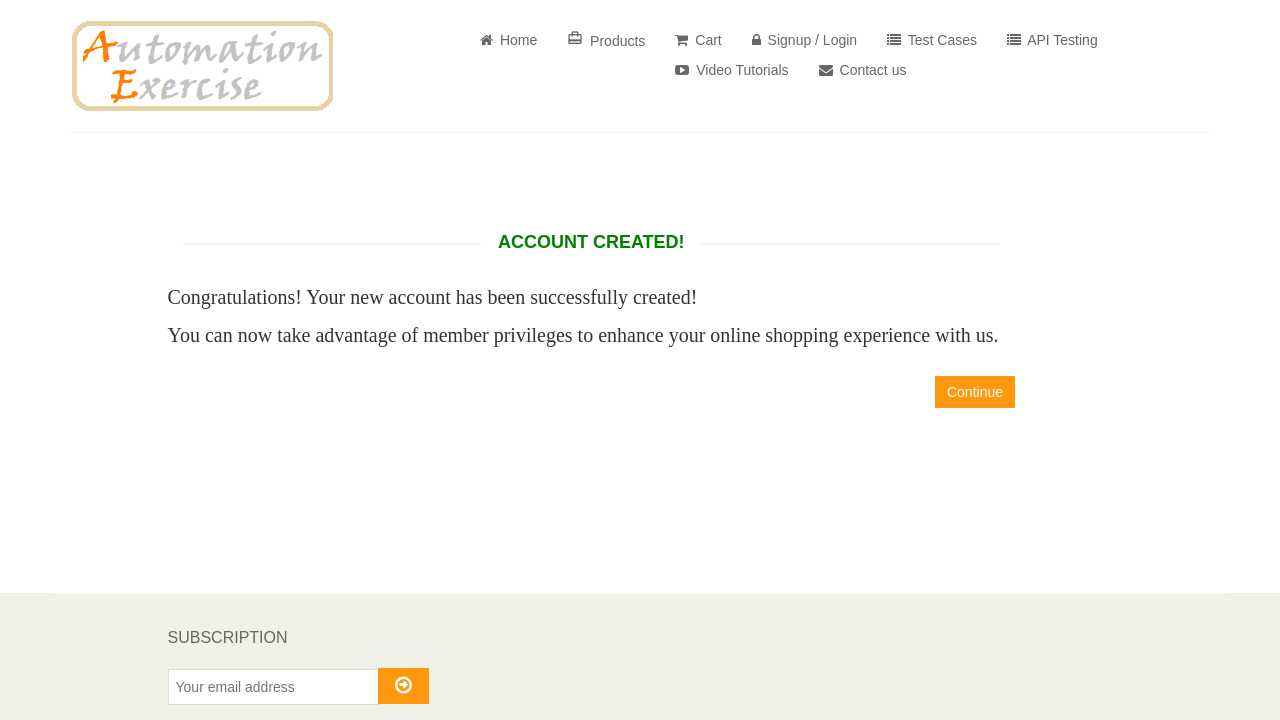 Automation
Exercise
Home Products Cart Signup / Login Test Cases API Testing
Video Tutorials Contact us
ACCOUNT CREATED!
Congratulations! Your new account has been successfully created!
You can now take advantage of member privileges to enhance your online shopping experience with us.
Continue
SUBSCRIPTION
Your email address